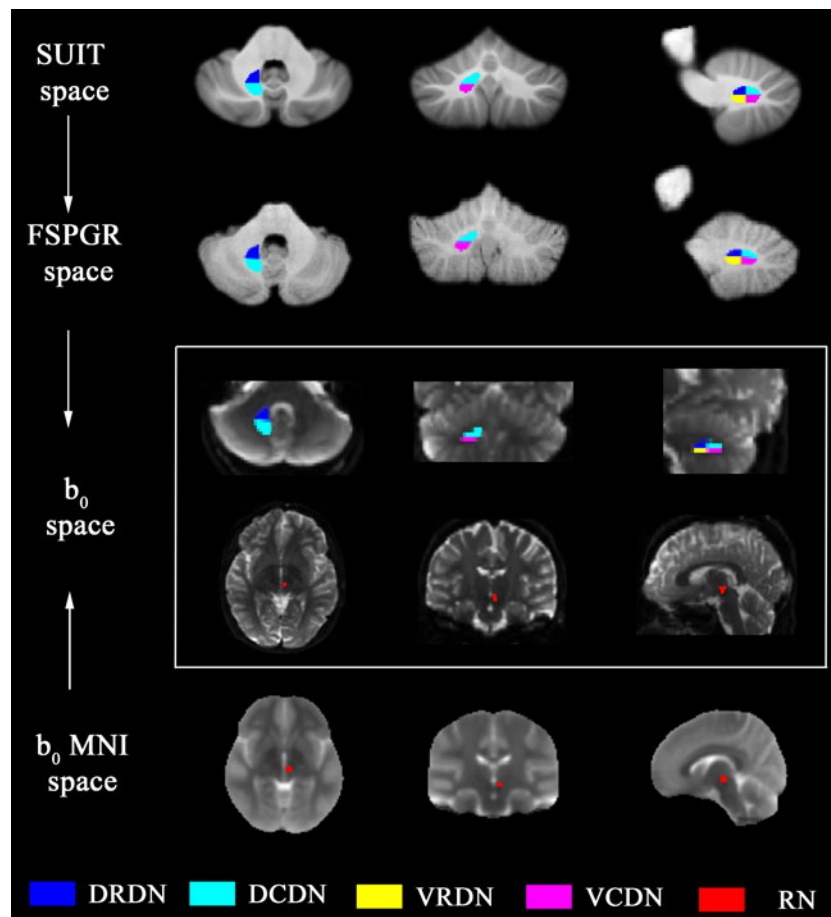 SUIT
space
FSPGR
space
b₀
space
b₀ MNI
space
DRDN DCDN VRDN VCDN RN